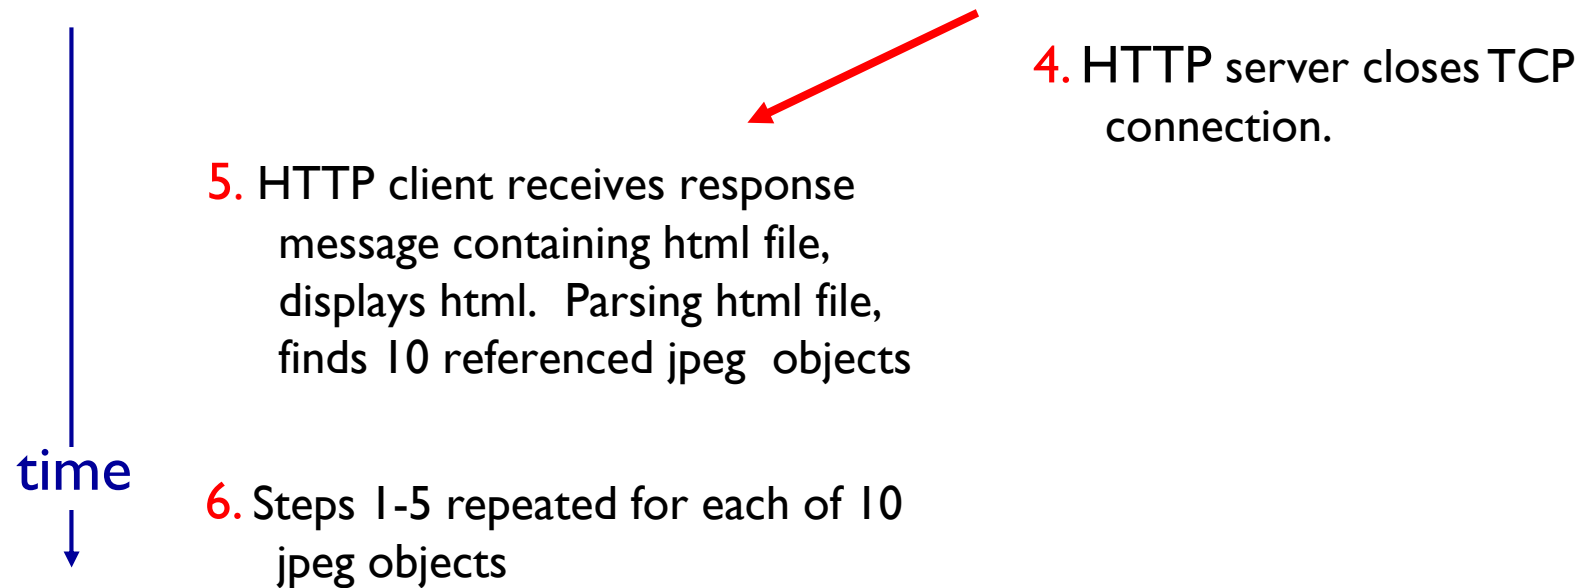 4. HTTP server closes TCP
connection.
5. HTTP client receives response
message containing html file,
displays html.  Parsing html file,
finds 10 referenced jpeg  objects
time
6. Steps 1-5 repeated for each of 10
jpeg objects